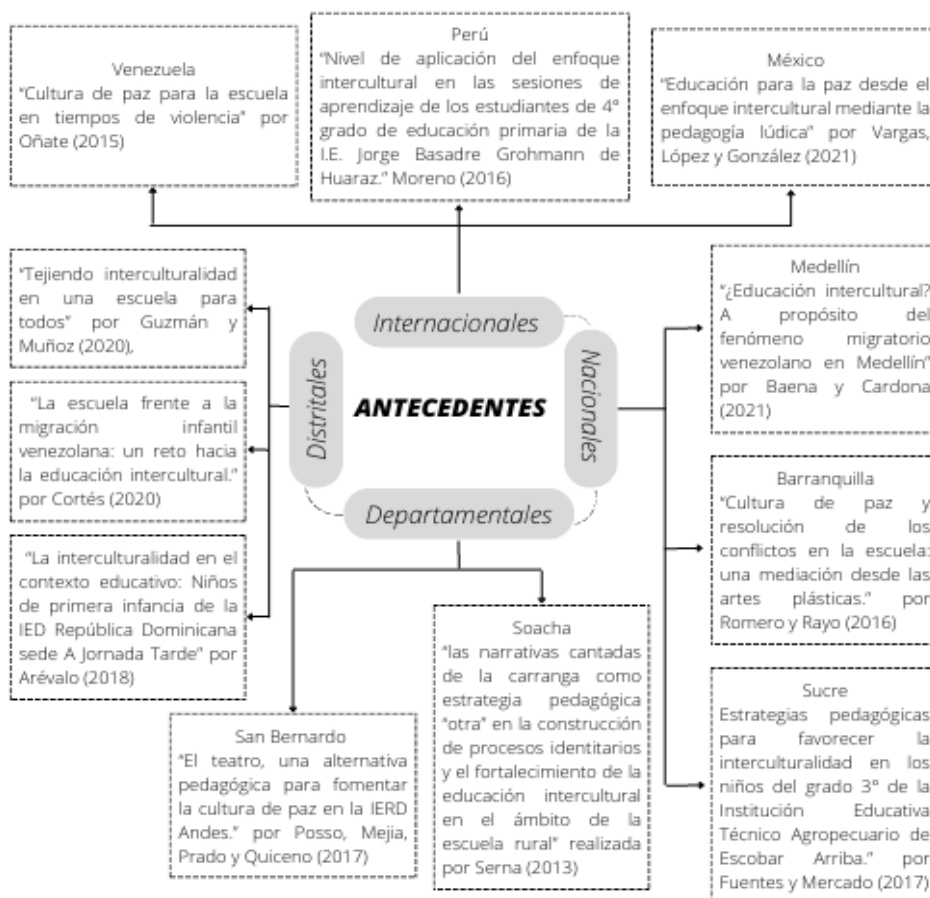 Venezuela
“Cultura de paz para la escuela
en tiempos de violencia” por
Oñate (2015)
Perú
“Nivel de aplicación del enfoque
intercultural en las sesiones de
aprendizaje de los estudiantes de 4°
grado de educación primaria de la
I.E. Jorge Basadre Grohmann de
Huaraz.” Moreno (2016)
México
“Educación para la paz desde el
enfoque intercultural mediante la
pedagogía lúdica” por Vargas,
López y González (2021)
“Tejiendo interculturalidad
en una escuela para
todos” por Guzmán y
Muñoz (2020),
“La escuela frente a la
migración infantil
venezolana: un reto hacia
la educación intercultural.”
por Cortés (2020)
“La interculturalidad en el
contexto educativo: Niños
de primera infancia de la
IED República Dominicana
sede A Jornada Tarde” por
Arévalo (2018)
Internacionales
Distritales
ANTECEDENTES
Nacionales
Departamentales
Medellín
“¿Educación intercultural?
A propósito del
fenómeno migratorio
venezolano en Medellín”
por Baena y Cardona
(2021)
Barranquilla
“Cultura de paz y
resolución de los
conflictos en la escuela:
una mediación desde las
artes plásticas.” por
Romero y Rayo (2016)
Sucre
Estrategias pedagógicas
para favorecer la
interculturalidad en los
niños del grado 3° de la
Institución Educativa
Técnico Agropecuario de
Escobar Arriba.” por
Fuentes y Mercado (2017)
San Bernardo
“El teatro, una alternativa
pedagógica para fomentar
la cultura de paz en la IERD
Andes.” por Posso, Mejia,
Prado y Quiceno (2017)
Soacha
“las narrativas cantadas
de la carranga como
estrategia pedagógica
“otra” en la construcción
de procesos identitarios
y el fortalecimiento de la
educación intercultural
en el ámbito de la
escuela rural” realizada
por Serna (2013)